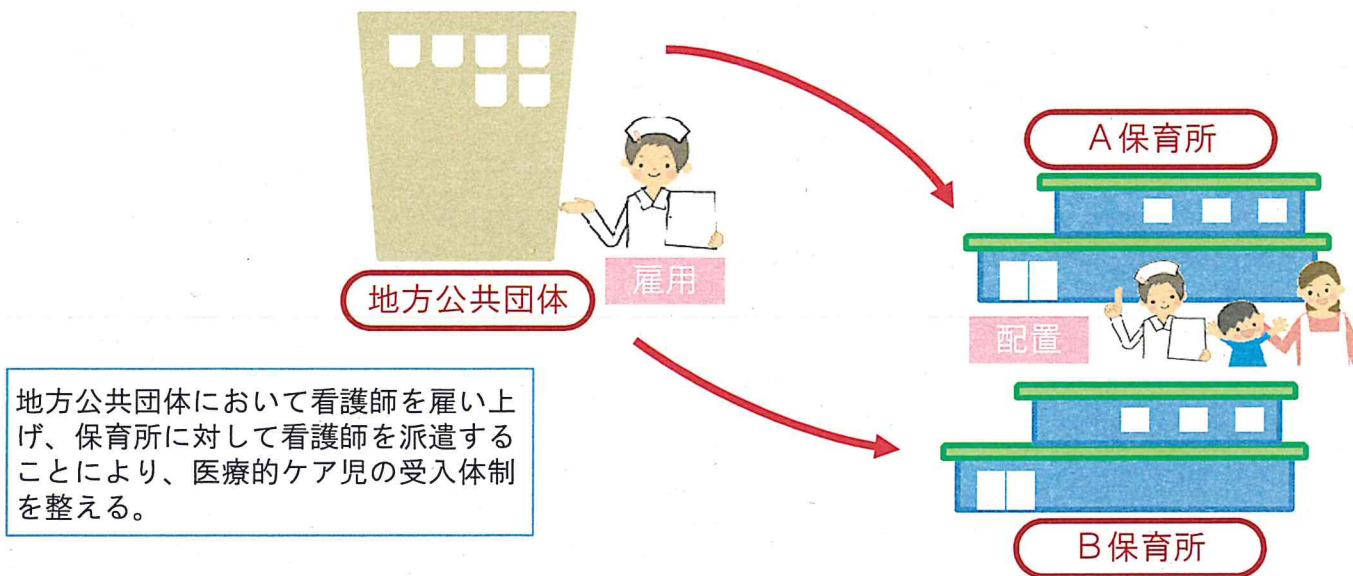 A保育所
雇用
地方公共団体
配置
地方公共団体において看護師を雇い上
げ、保育所に対して看護師を派遣する
ことにより、医療的ケア児の受入体制
を整える。
B保育所